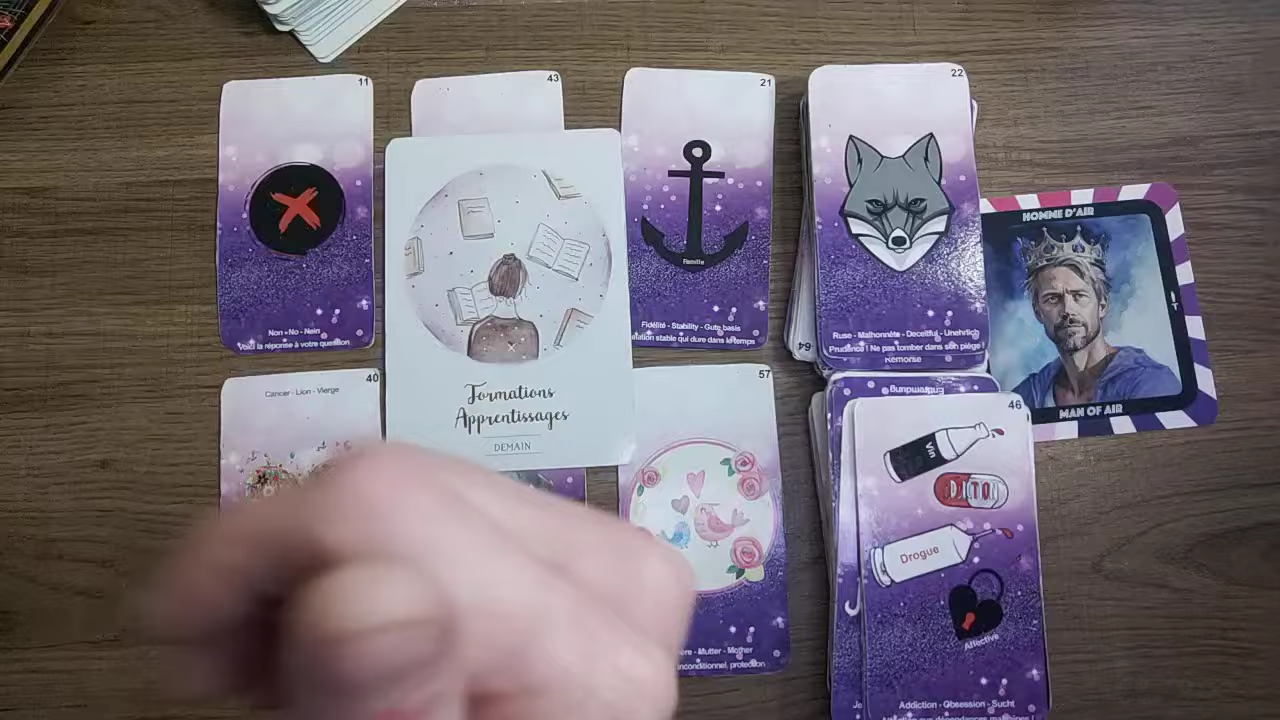 11
Non - No - Nein
Voici la réponse à votre question
43
Formations
Apprentissages
DEMAIN
21
Famille
Fidélité - Stability - Gute basis
stable qui dure dans le temps
22
Ruse - Malhonnête - Deceitful - Unehrlich
Prudence ! Ne pas tomber dans son piège !
Remorse
64
HOMME D'AIR
MAN OF AIR
40
Cancer - Lion - Vierge
57
Mutter - Mother
inconditionnel, protection
46
Vin
Drogue
Affective
Addiction - Obsession - Sucht